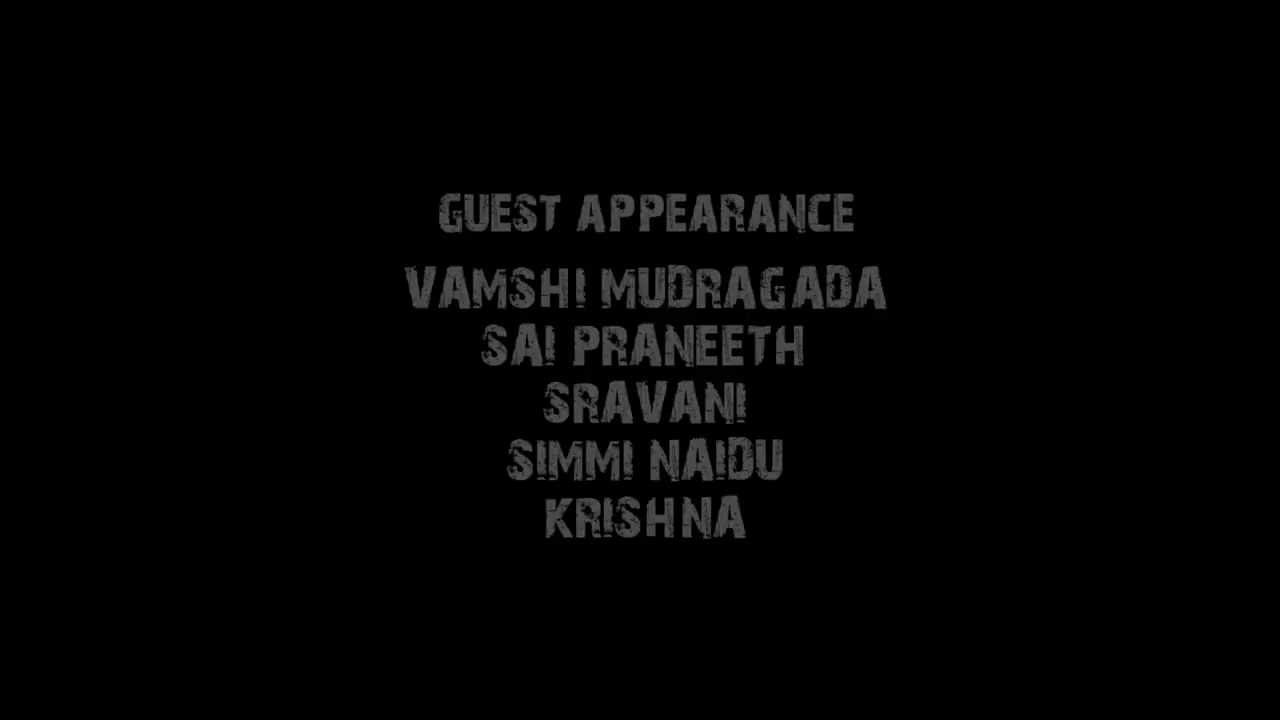 GUEST APPEARANCE
VAMSHI MUDRAGADA
SAI PRANEETH
SRAVANI
SIMMI NAIDU
KRISHNA